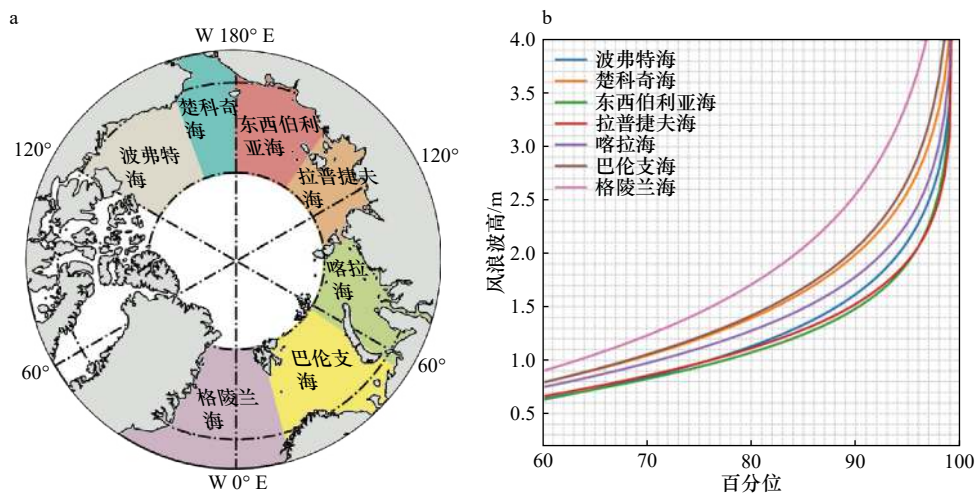 a
W 180° E
120°
120°
60°
60°
W 0° E
楚科奇
海
东西伯利
亚海
波弗特
海
拉普捷夫
海
喀拉
海
巴伦支
海
格陵兰
海
b
4.0
3.5
3.0
2.5
2.0
1.5
1.0
0.5
风浪波高/m
波弗特海
楚科奇海
东西伯利亚海
拉普捷夫海
喀拉海
巴伦支海
格陵兰海
60
70
80
90
100
百分位